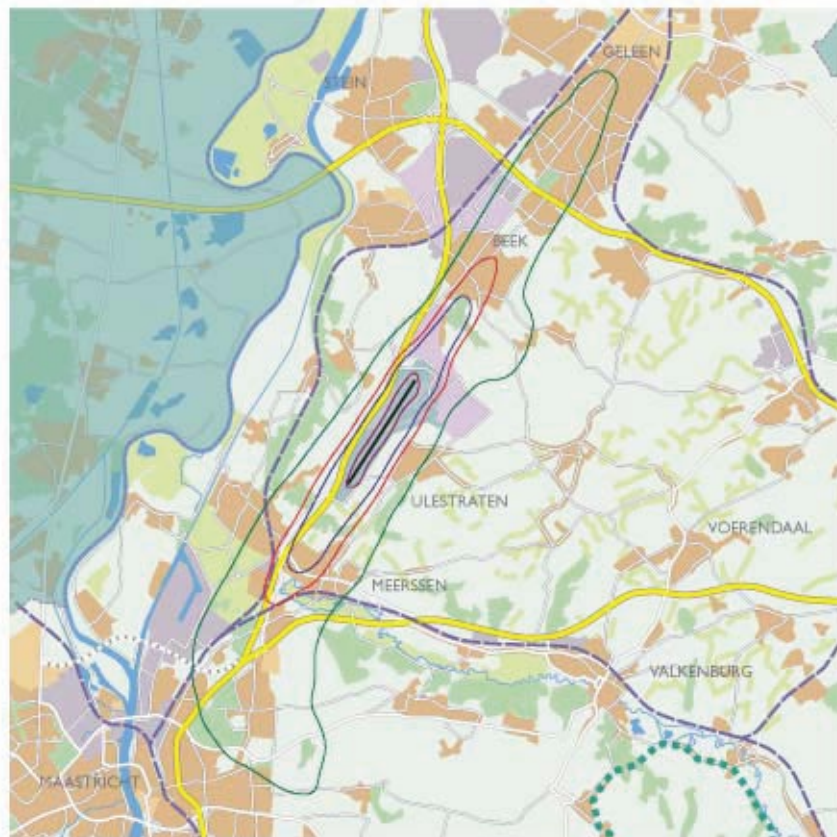 GELEEN
STEIN
BEEK
ULESTRATEN
VOERENDAAL
MEERSSEN
VALKENBURG
MAASTRICHT